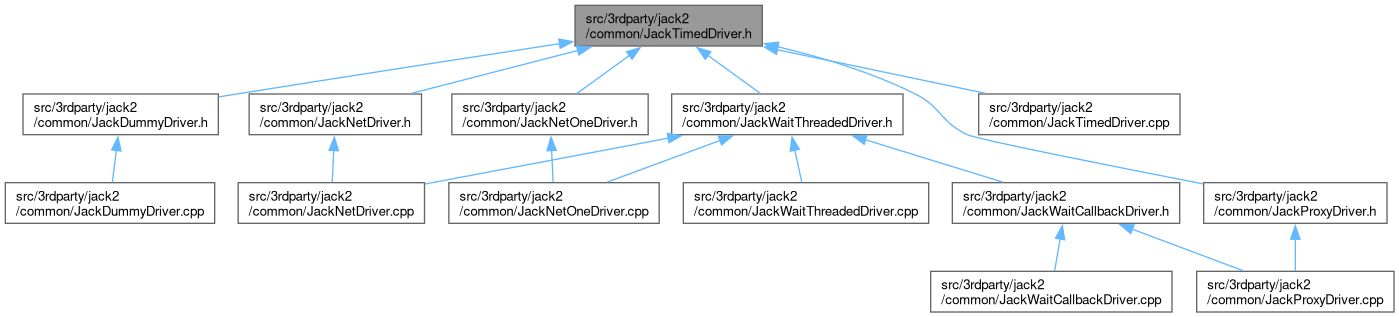 src/3rdparty/jack2
/common/JackTimedDriver.h
src/3rdparty/jack2
/common/JackDummyDriver.h
src/3rdparty/jack2
/common/JackNetDriver.h
src/3rdparty/jack2
/common/JackNetOneDriver.h
src/3rdparty/jack2
/common/JackWaitThreadedDriver.h
src/3rdparty/jack2
/common/JackTimedDriver.cpp
src/3rdparty/jack2
/common/JackDummyDriver.cpp
src/3rdparty/jack2
/common/JackNetDriver.cpp
src/3rdparty/jack2
/common/JackNetOneDriver.cpp
src/3rdparty/jack2
/common/JackWaitThreadedDriver.cpp
src/3rdparty/jack2
/common/JackWaitCallbackDriver.h
src/3rdparty/jack2
/common/JackProxyDriver.h
src/3rdparty/jack2
/common/JackWaitCallbackDriver.cpp
src/3rdparty/jack2
/common/JackProxyDriver.cpp